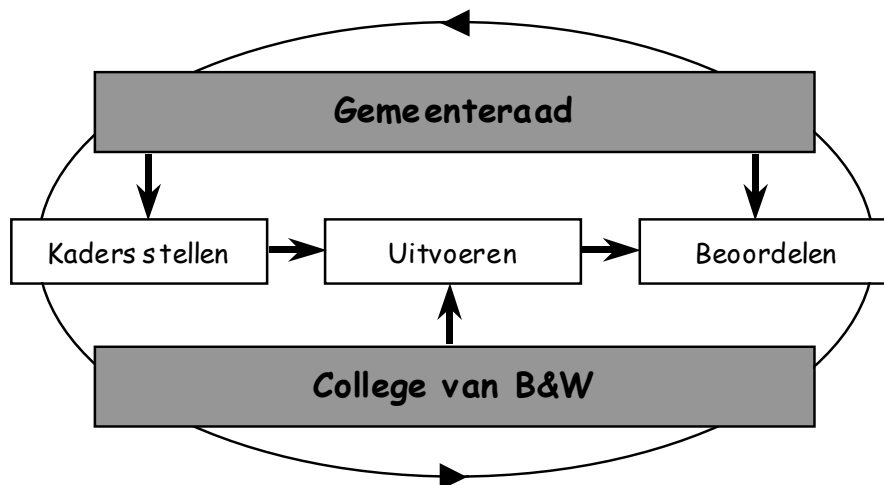 Gemeenteraad
Kaders stellen
Uitvoeren
Beoordelen
College van B&W